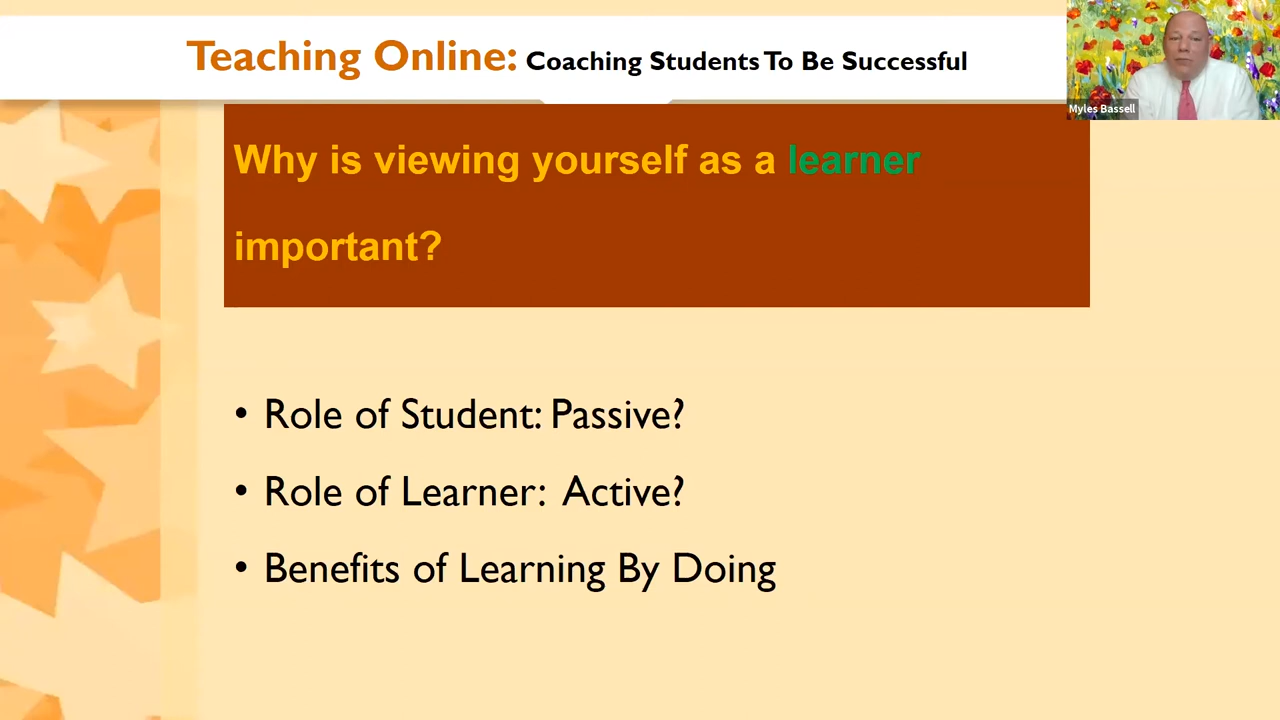 Teaching Online: Coaching Students To Be Successful
Myles Bassell
Why is viewing yourself as a learner
important?
• Role of Student: Passive?
• Role of Learner: Active?
• Benefits of Learning By Doing